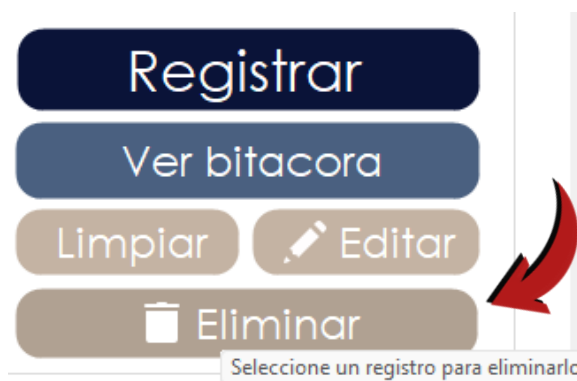 Registrar
Ver bitacora
Limpiar
Editar
Eliminar
Seleccione un registro para eliminarlo